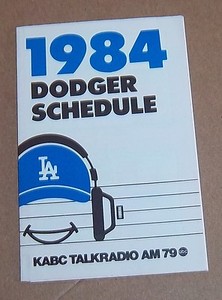 1984
DODGER
SCHEDULE
LA
KABC TALKRADIO AM 79